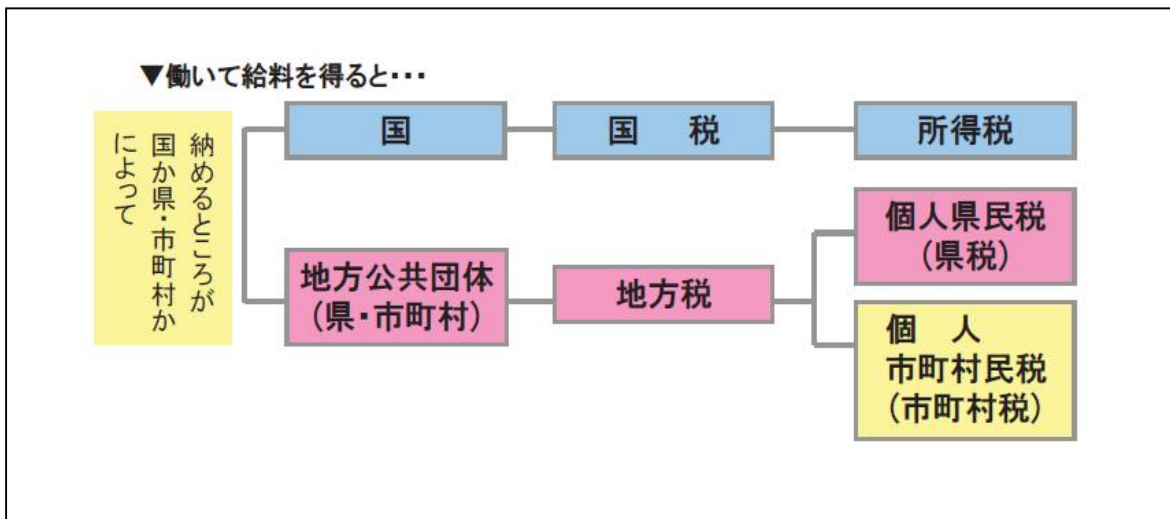 ▼働いて給料を得ると・・・
納めるところが
国か県・市町村か
によって
国
国　税
所得税
地方公共団体
(県・市町村)
地方税
個人県民税
(県税)
個　人
市町村民税
(市町村税)